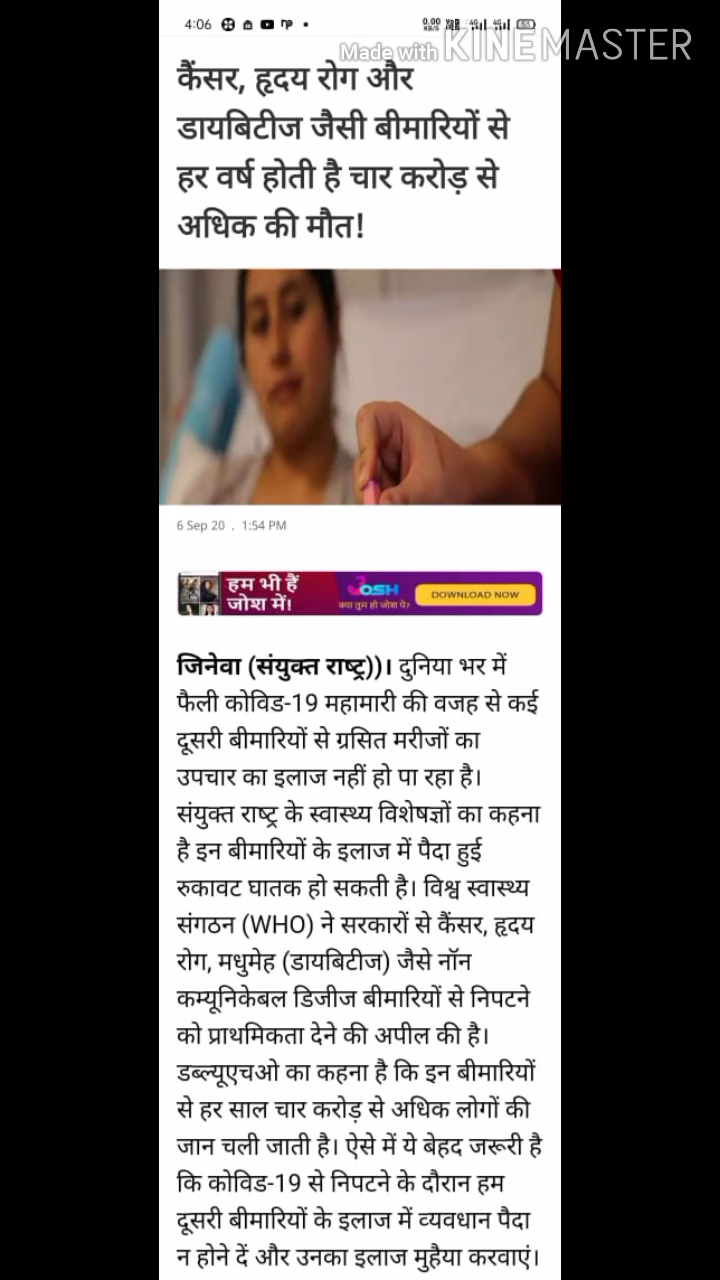 4:06
0.00 KB/S
Made with KINEMASTER
कैंसर, हृदय रोग और
डायबिटीज जैसी बीमारियों से
हर वर्ष होती है चार करोड़ से
अधिक की मौत!
6 Sep 20 . 1:54 PM
हम भी हैं
जोश में!
JOSH
क्या तुम हो जोश पे?
DOWNLOAD NOW
जिनेवा (संयुक्त राष्ट्र))। दुनिया भर में
फैली कोविड-19 महामारी की वजह से कई
दूसरी बीमारियों से ग्रसित मरीजों का
उपचार का इलाज नहीं हो पा रहा है।
संयुक्त राष्ट्र के स्वास्थ्य विशेषज्ञों का कहना
है इन बीमारियों के इलाज में पैदा हुई
रुकावट घातक हो सकती है। विश्व स्वास्थ्य
संगठन (WHO) ने सरकारों से कैंसर, हृदय
रोग, मधुमेह (डायबिटीज) जैसे नॉन
कम्यूनिकेबल डिजीज बीमारियों से निपटने
को प्राथमिकता देने की अपील की है।
डब्ल्यूएचओ का कहना है कि इन बीमारियों
से हर साल चार करोड़ से अधिक लोगों की
जान चली जाती है। ऐसे में ये बेहद जरूरी है
कि कोविड-19 से निपटने के दौरान हम
दूसरी बीमारियों के इलाज में व्यवधान पैदा
न होने दें और उनका इलाज मुहैया करवाएं।